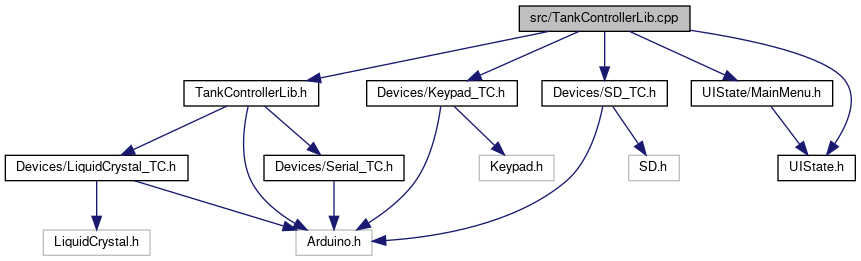 src/TankControllerLib.cpp
TankControllerLib.h
Devices/Keypad_TC.h
Devices/SD_TC.h
UIState/MainMenu.h
Devices/LiquidCrystal_TC.h
Devices/Serial_TC.h
Keypad.h
SD.h
UIState.h
LiquidCrystal.h
Arduino.h